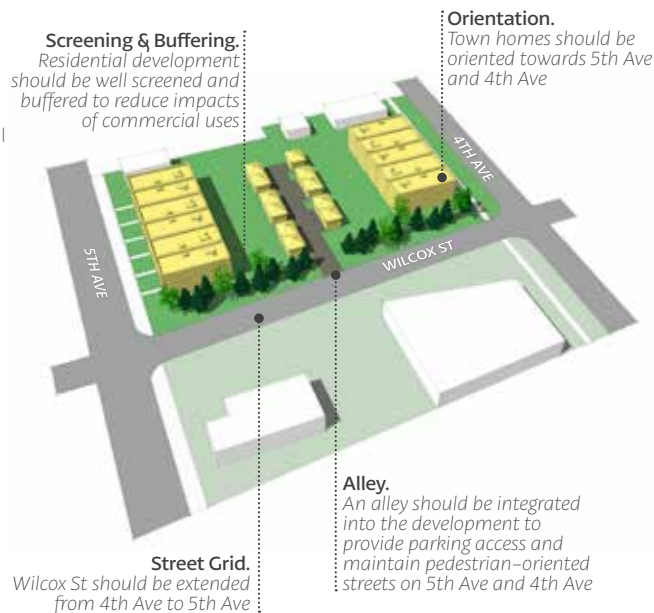 Orientation.
Town homes should be
oriented towards 5th Ave
and 4th Ave
Screening & Buffering.
Residential development
should be well screened and
buffered to reduce impacts
of commercial uses
4TH AVE
5TH AVE
WILCOX ST
Alley.
An alley should be integrated
into the development to
provide parking access and
maintain pedestrian-oriented
streets on 5th Ave and 4th Ave
Street Grid.
Wilcox St should be extended
from 4th Ave to 5th Ave